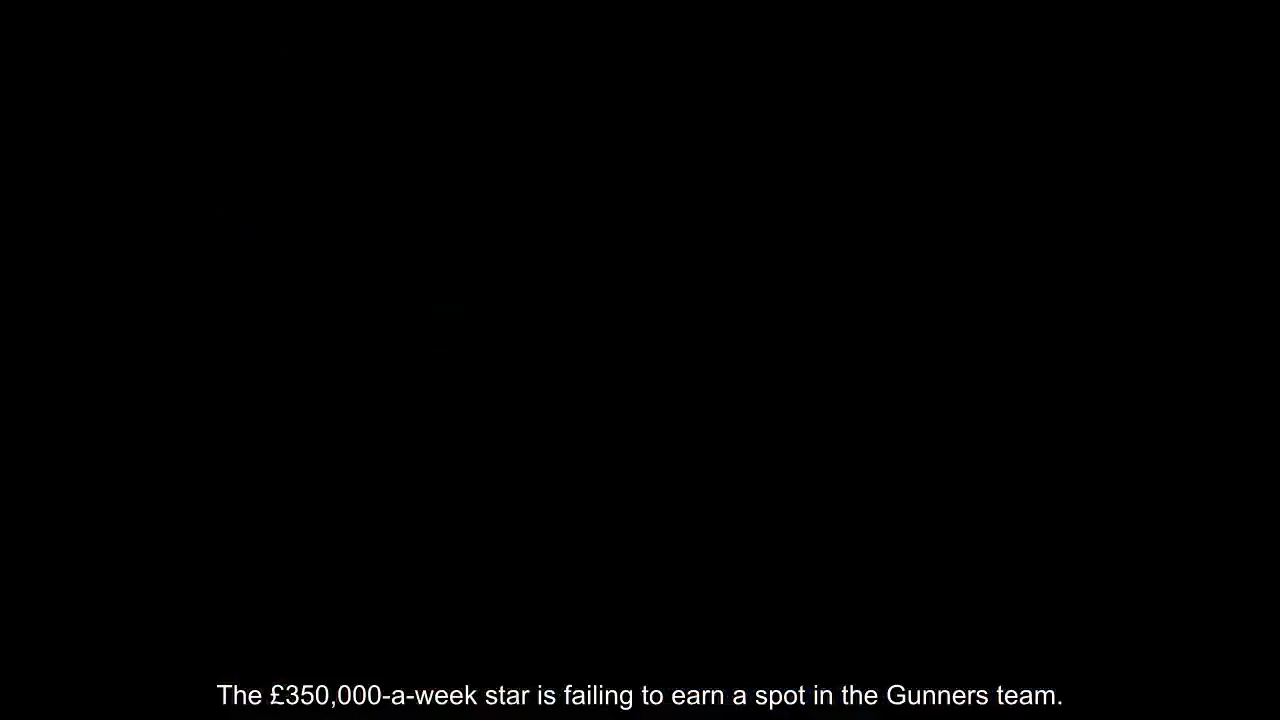 The £350,000-a-week star is failing to earn a spot in the Gunners team.